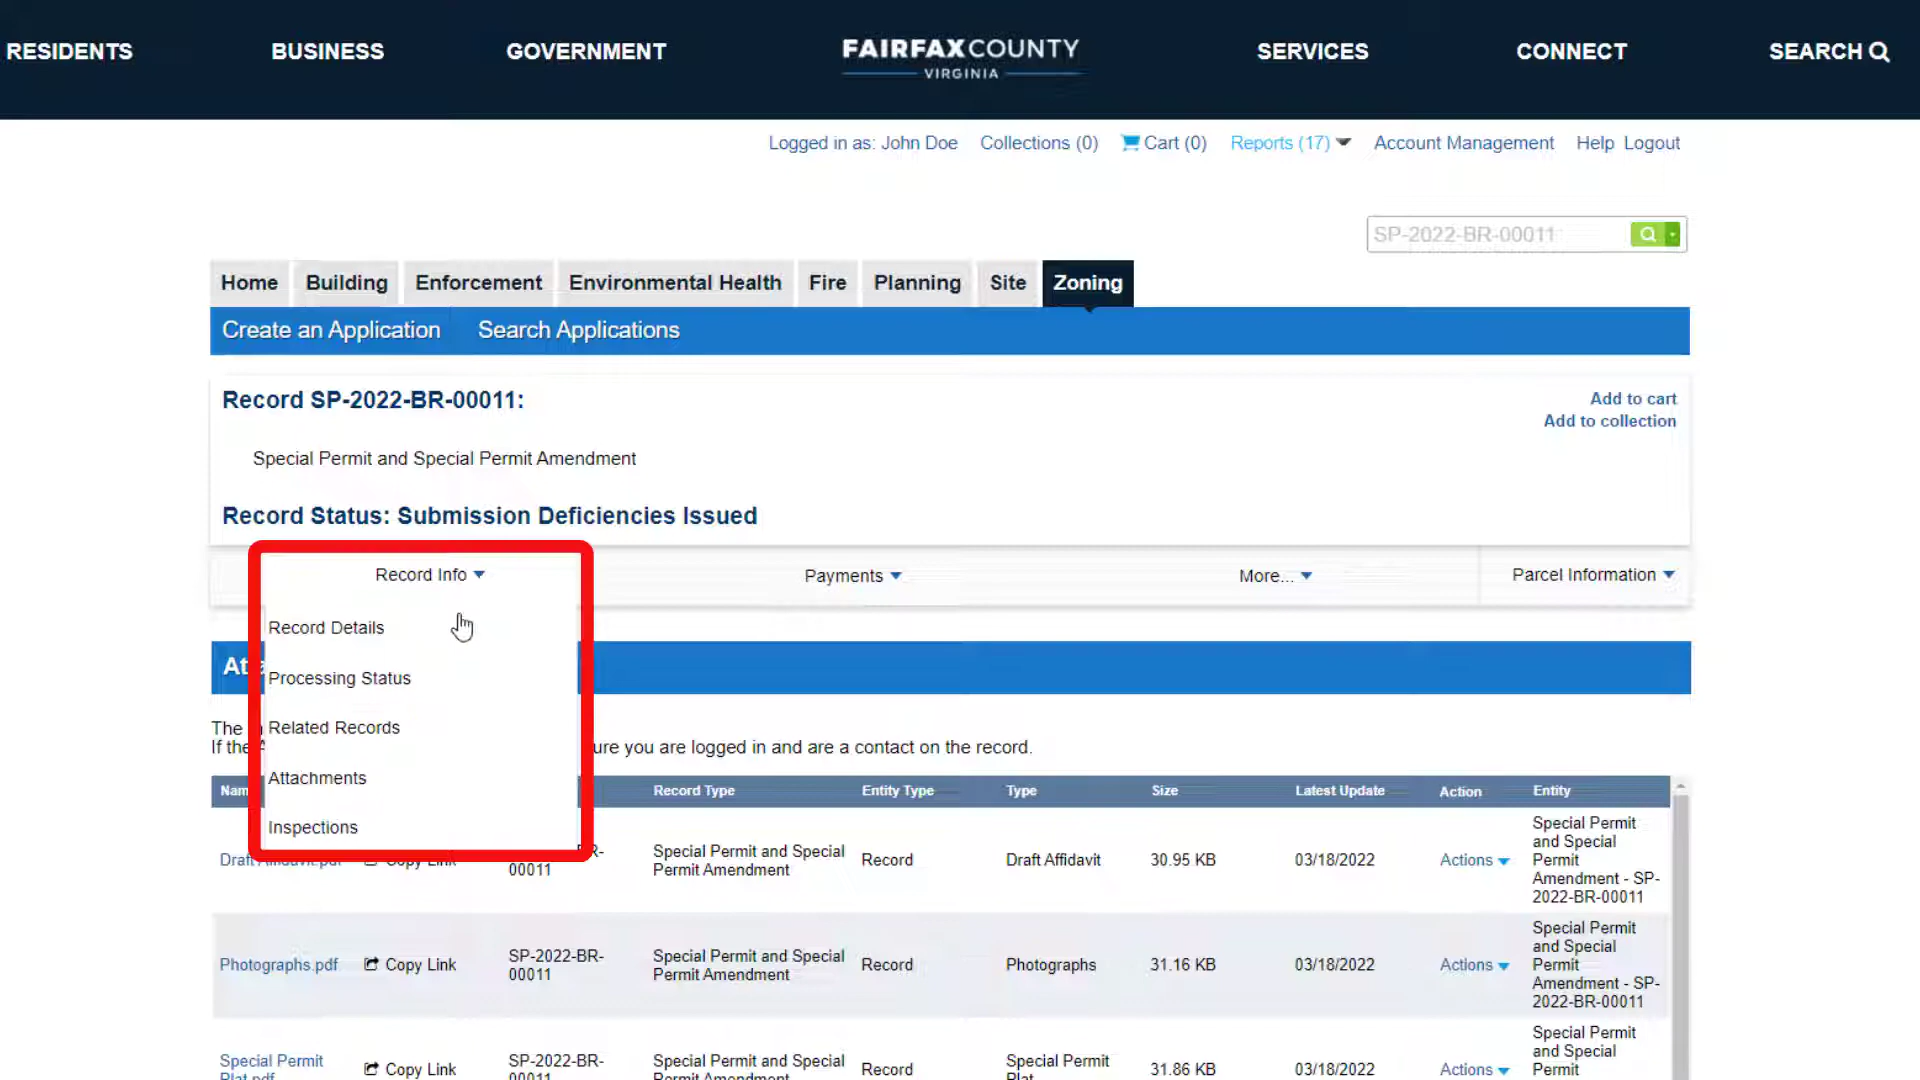 RESIDENTS
BUSINESS
GOVERNMENT
FAIRFAXCOUNTY
VIRGINIA
SERVICES
CONNECT
SEARCH
Logged in as: John Doe
Collections (0)
Cart (0)
Reports (17)
Account Management
Help
Logout
SP-2022-BR-00011
Home
Building
Enforcement
Environmental Health
Fire
Planning
Site
Zoning
Create an Application
Search Applications
Record SP-2022-BR-00011:
Add to cart
Add to collection
Special Permit and Special Permit Amendment
Record Status: Submission Deficiencies Issued
Record Info
Payments
More...
Parcel Information
Record Details
Processing Status
Related Records
Attachments
Inspections
The
If the
you are logged in and are a contact on the record.
Record Type
Entity Type
Type
Size
Latest Update
Action
Entity
Draft Affidavit.pdf
Copy Link
00011
Special Permit and Special
Permit Amendment
Record
Draft Affidavit
30.95 KB
03/18/2022
Actions
Special Permit
and Special
Permit
Amendment - SP-
2022-BR-00011
Photographs.pdf
Copy Link
SP-2022-BR-
00011
Special Permit and Special
Permit Amendment
Record
Photographs
31.16 KB
03/18/2022
Actions
Special Permit
and Special
Permit
Amendment - SP-
2022-BR-00011
Special Permit
Plat.pdf
Copy Link
SP-2022-BR-
00011
Special Permit and Special
Permit Amendment
Record
Special Permit
Plat
31.86 KB
03/18/2022
Actions
Special Permit
and Special
Permit